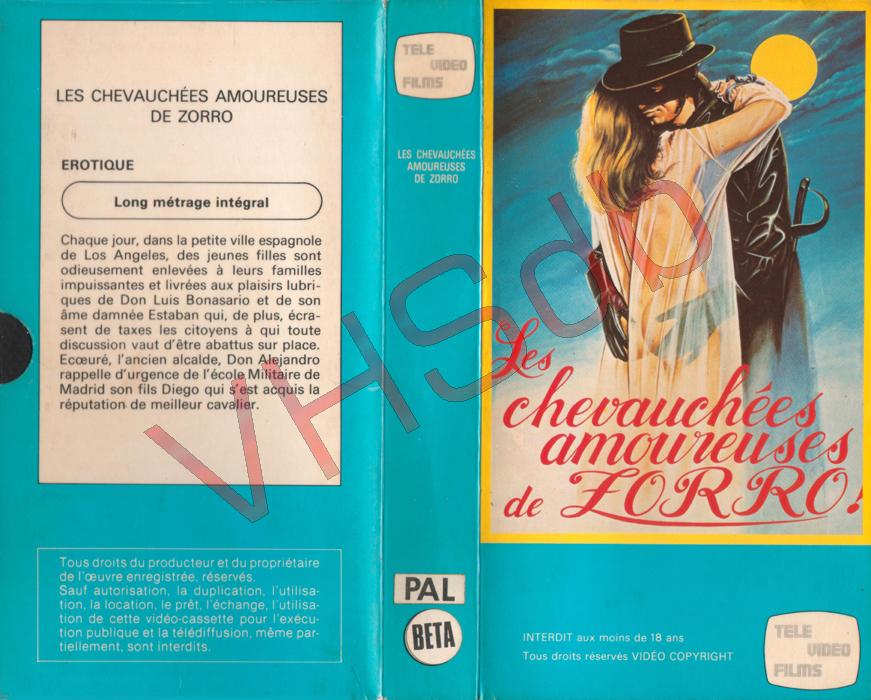 LES CHEVAUCHÉES AMOUREUSES
DE ZORRO
EROTIQUE
Long métrage intégral
Chaque jour, dans la petite ville espagnole
de Los Angeles, des jeunes filles sont
odieusement enlevées à leurs familles
impuissantes et livrées aux plaisirs lubri-
ques de Don Luis Bonasario et de son
âme damnée Estaban qui, de plus, écra-
sent de taxes les citoyens à qui toute
discussion vaut d'être abattus sur place.
Ecœuré, l'ancien alcalde, Don Alejandro
rappelle d'urgence de l'école Militaire de
Madrid son fils Diego qui s'est acquis la
réputation de meilleur cavalier.
Tous droits du producteur et du propriétaire
de l'œuvre enregistrée, réservés.
Sauf autorisation, la duplication, l'utilisa-
tion, la location, le prêt, l'échange, l'utilisa-
tion de cette vidéo-cassette pour l'exécu-
tion publique et la télédiffusion, même par-
tiellement, sont interdits.
TELE
VIDEO
FILMS
LES CHEVAUCHÉES
AMOUREUSES
DE ZORRO
PAL
BETA
Les
chevauchées
amoureuses
de ZORRO!
INTERDIT aux moins de 18 ans
Tous droits réservés VIDÉO COPYRIGHT
TELE
VIDEO
FILMS
VHSdb